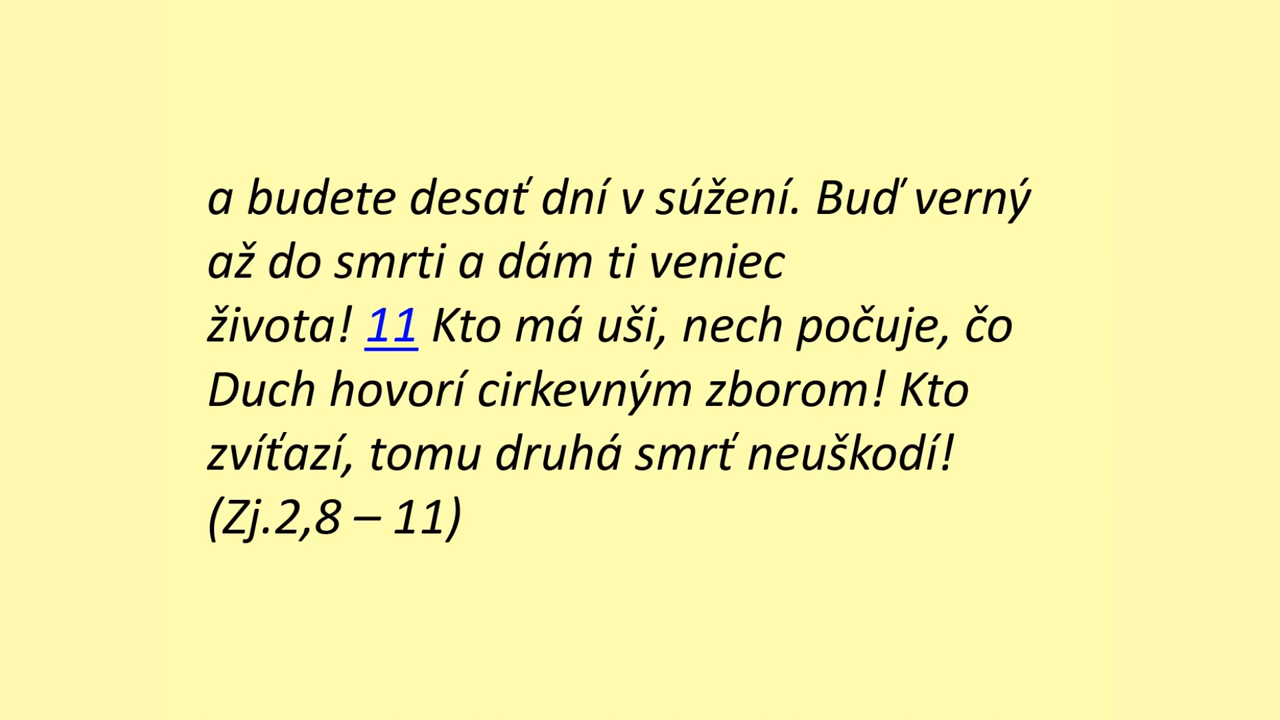 a budete desať dní v súžení. Buď verný
až do smrti a dám ti veniec
života! 11 Kto má uši, nech počuje, čo
Duch hovorí cirkevným zborom! Kto
zvíťazí, tomu druhá smrť neuškodí!
(Zj.2,8 – 11)